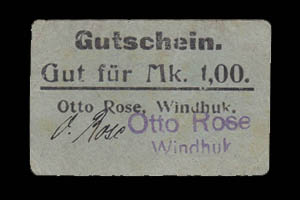 Gutschein.
Gut für Mk. 1,00.
Otto Rose, Windhuk.
O. Rose
Otto Rose
Windhuk